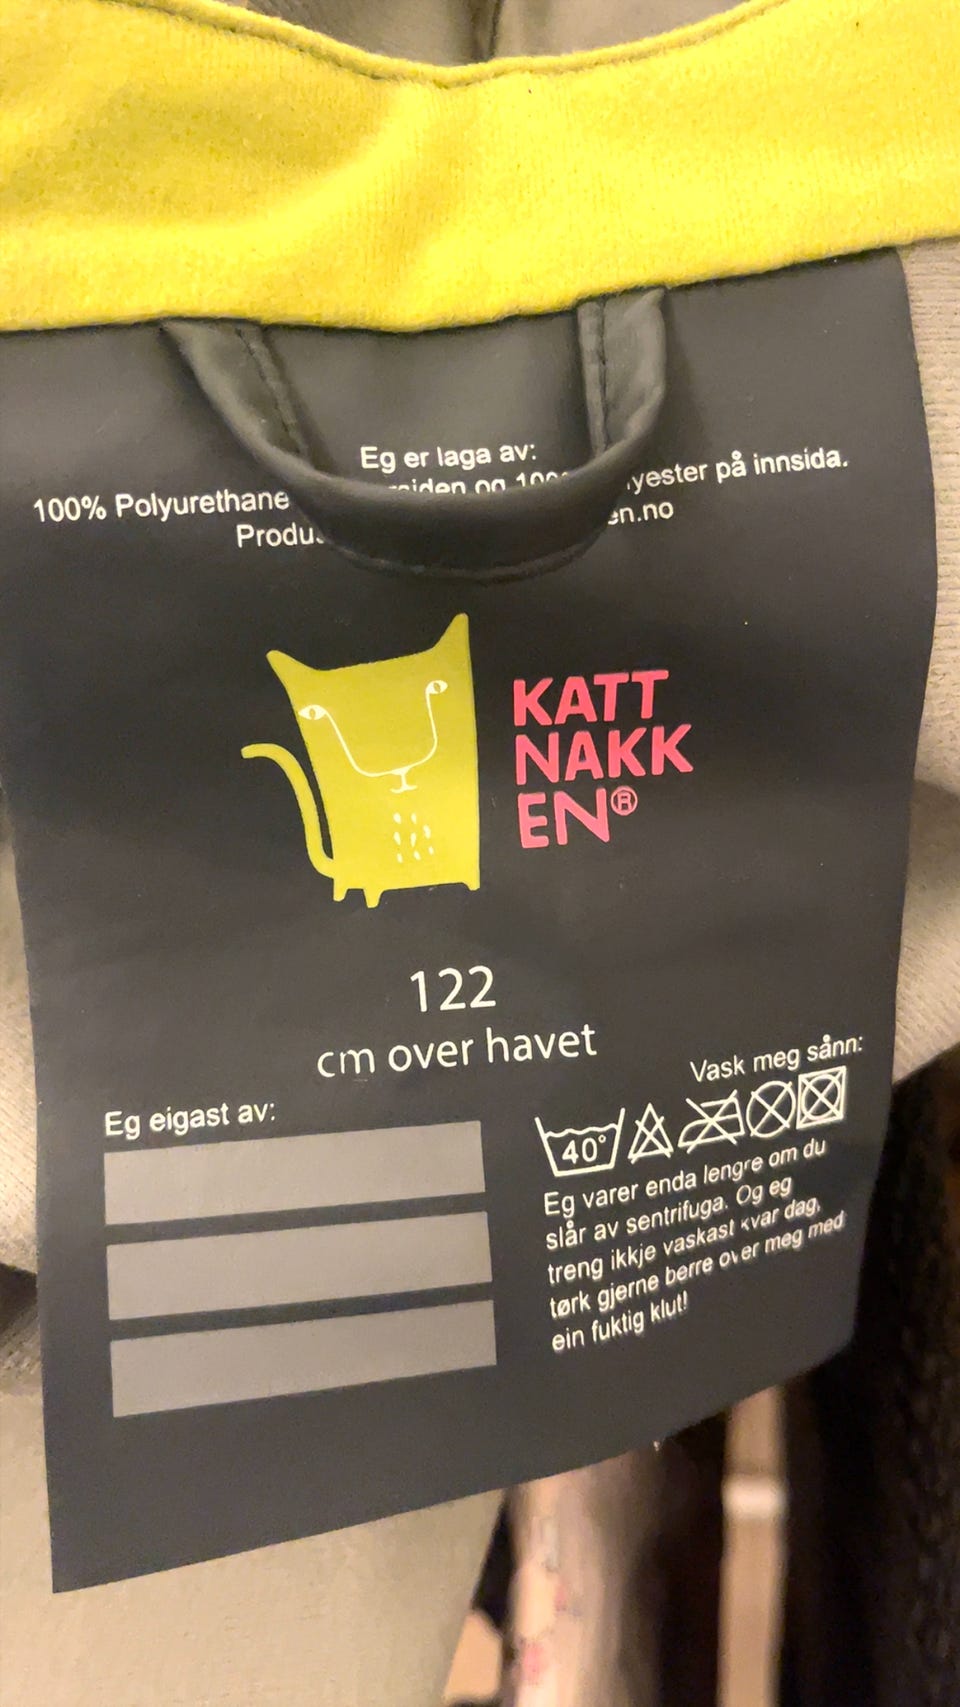 Eg er laga av:
100% Polyurethane på innsida.
en.no
KATT
NAKK
EN®
122
cm over havet
Eg eigast av:
Vask meg sånn:
40°
Eg varer enda lengre om du
slår av sentrifuga. Og eg
treng ikkje vaskast kvar dag,
tørk gjerne berre over meg med
ein fuktig klut!